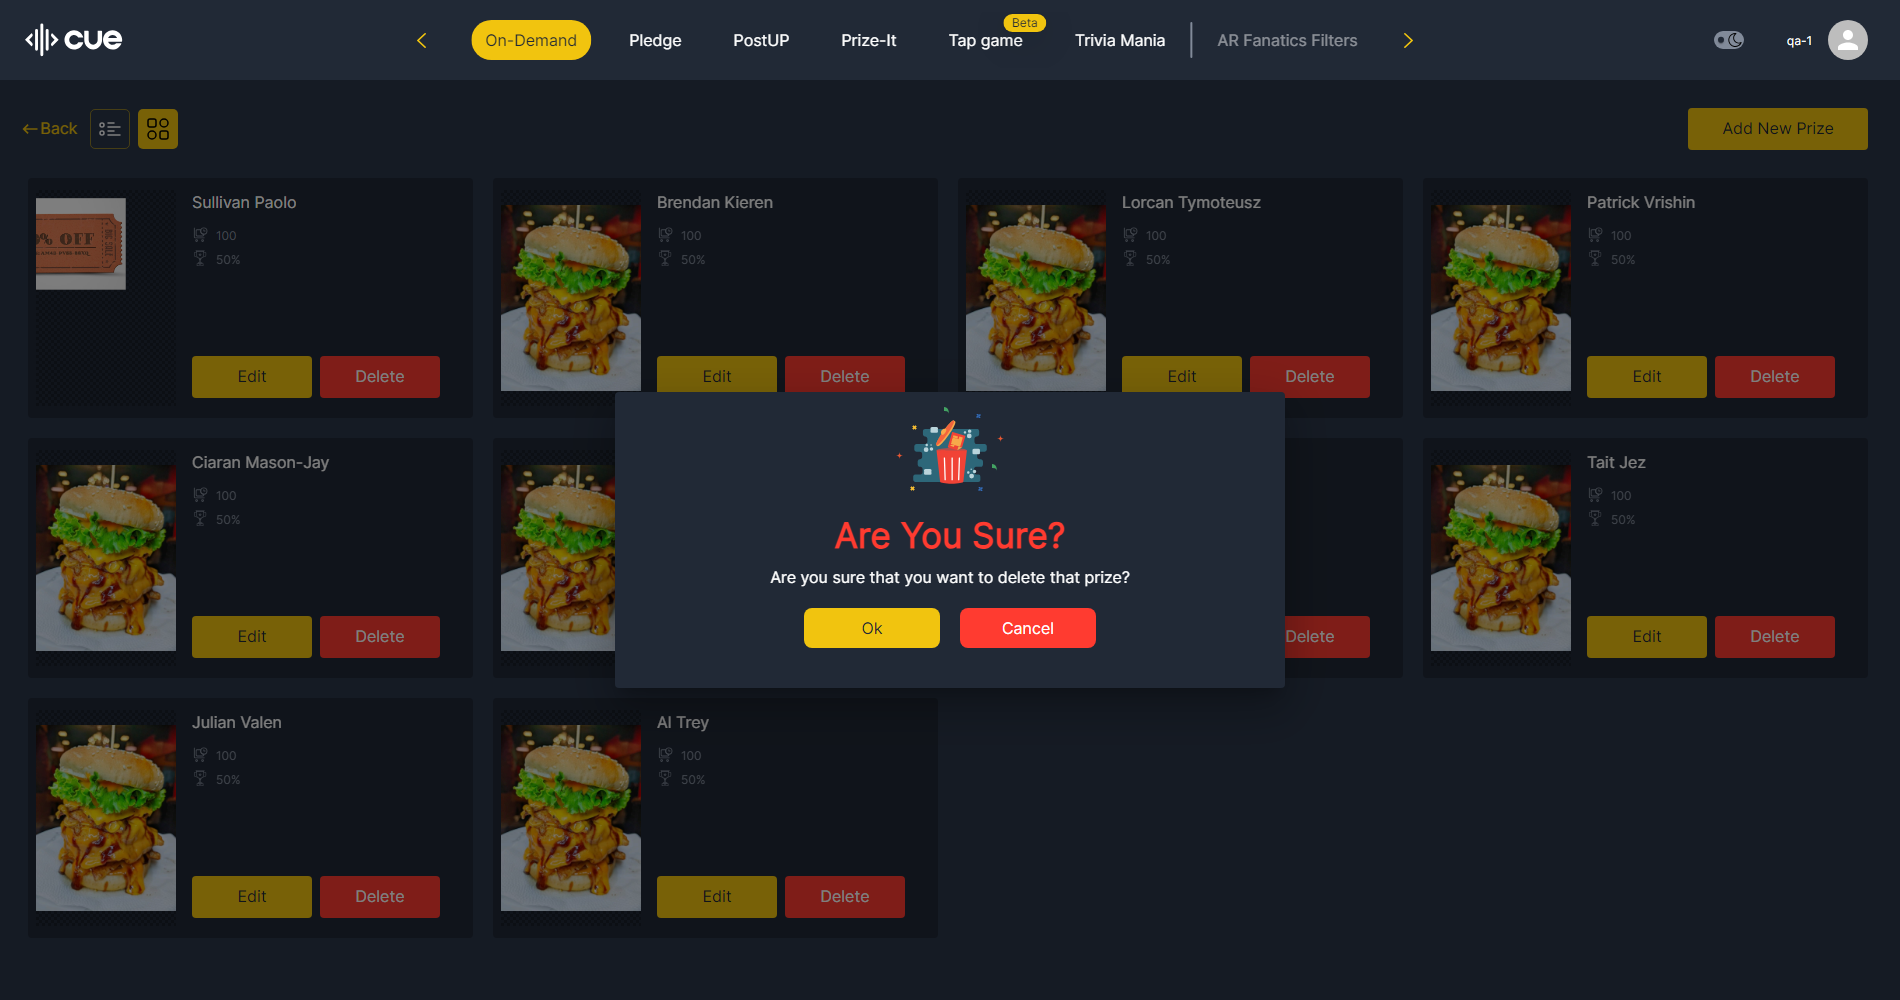 cue
On-Demand
Pledge
PostUP
Prize-It
Tap game
Beta
Trivia Mania
AR Fanatics Filters
qa-1
Back
Add New Prize
Sullivan Paolo
100
50%
% OFF
Edit
Delete
Brendan Kieren
100
50%
Edit
Delete
Lorcan Tymoteusz
100
50%
Edit
Delete
Patrick Vrishin
100
50%
Edit
Delete
Ciaran Mason-Jay
100
50%
Edit
Delete
Are You Sure?
Are you sure that you want to delete that prize?
Ok
Cancel
Delete
Tait Jez
100
50%
Edit
Delete
Julian Valen
100
50%
Edit
Delete
Al Trey
100
50%
Edit
Delete